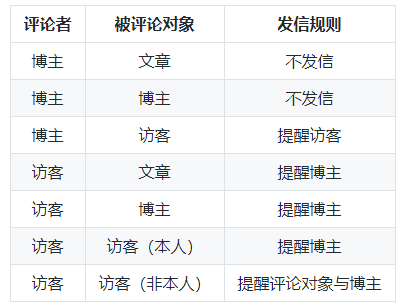 评论者 被评论对象 发信规则
博主 文章 不发信
博主 博主 不发信
博主 访客 提醒访客
访客 文章 提醒博主
访客 博主 提醒博主
访客 访客（本人） 提醒博主
访客 访客（非本人） 提醒评论对象与博主